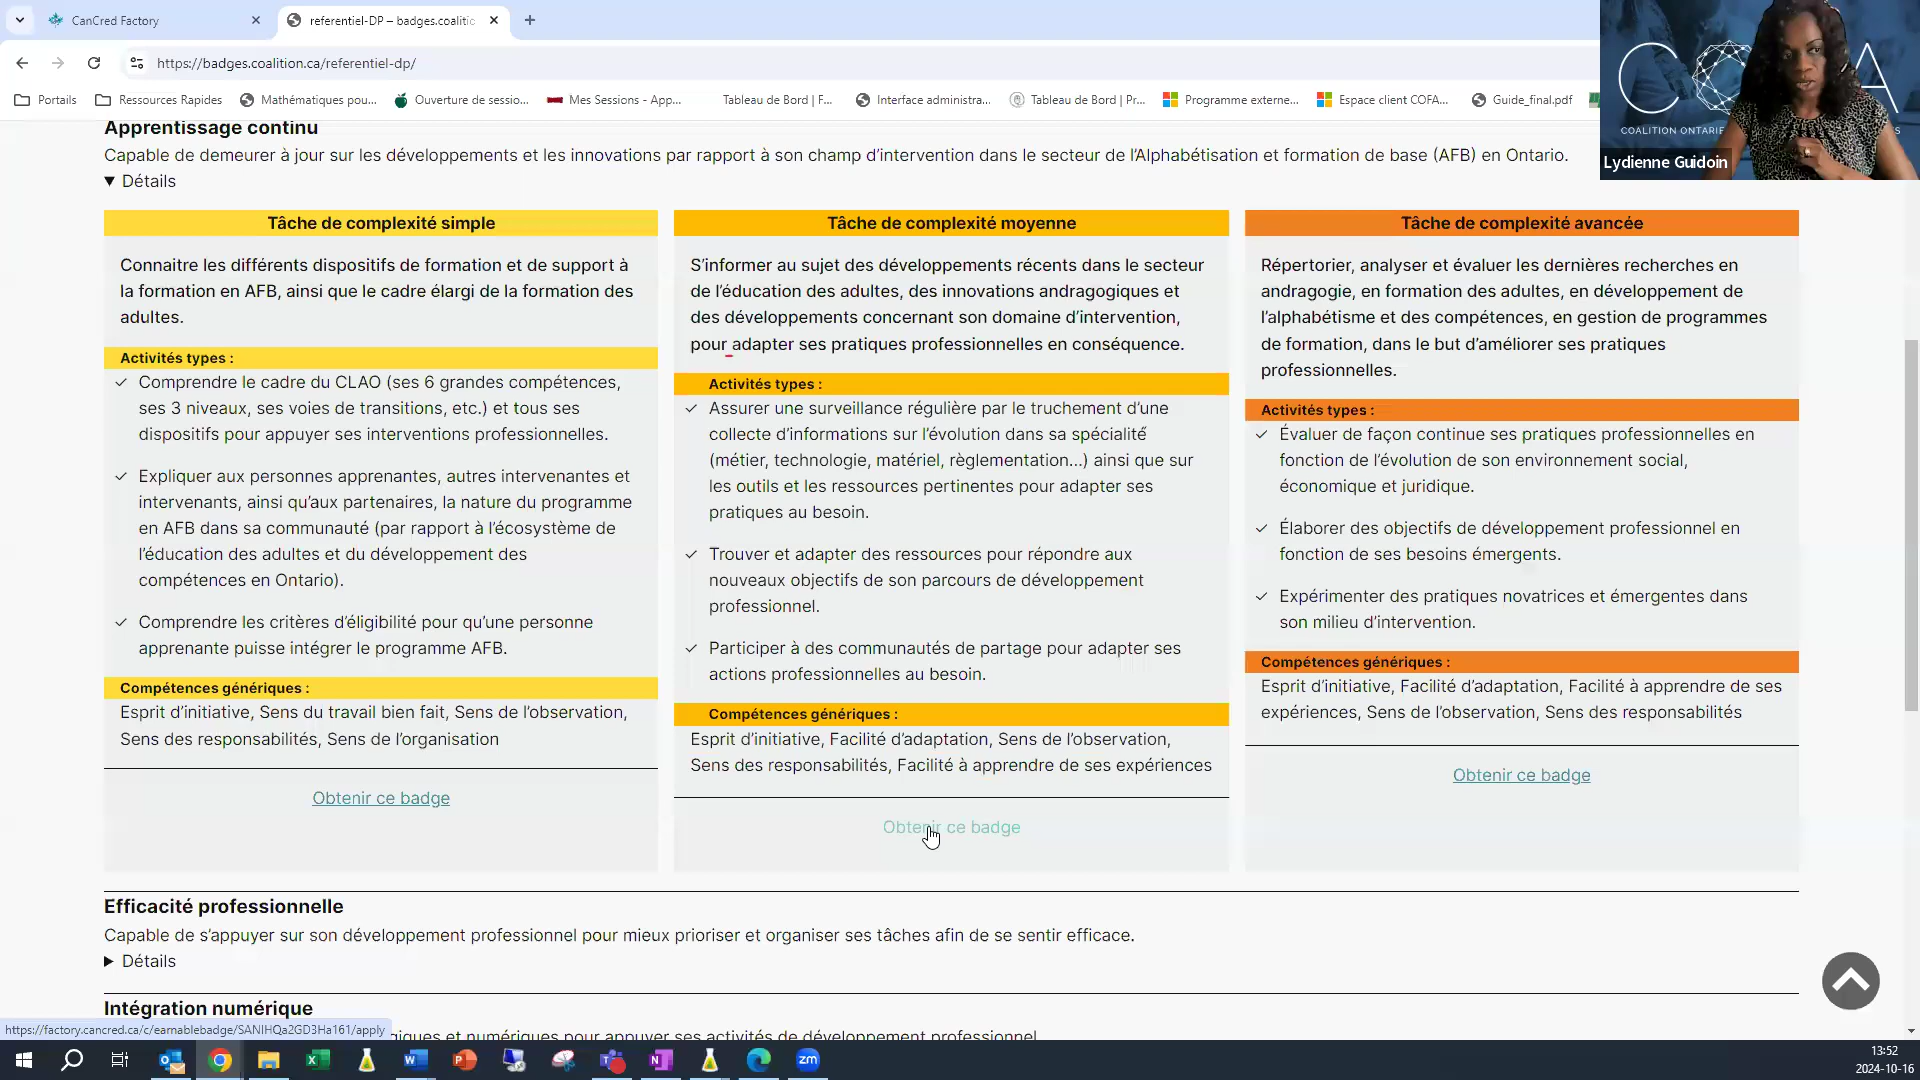 CanCred Factory
referentiel-DP – badges.coalitic
https://badges.coalition.ca/referentiel-dp/
Portails
Ressources Rapides
Mathématiques pou...
Ouverture de sessio...
Mes Sessions - App...
Tableau de Bord | F...
Interface administra...
Tableau de Bord | Pr...
Programme externe...
Espace client COFA...
Guide_final.pdf
COALITION ONTARIE
Lydienne Guidoin
Apprentissage continu
Capable de demeurer à jour sur les développements et les innovations par rapport à son champ d’intervention dans le secteur de l’Alphabétisation et formation de base (AFB) en Ontario.
Détails
Tâche de complexité simple
Connaitre les différents dispositifs de formation et de support à
la formation en AFB, ainsi que le cadre élargi de la formation des
adultes.
Activités types :
Comprendre le cadre du CLAO (ses 6 grandes compétences,
ses 3 niveaux, ses voies de transitions, etc.) et tous ses
dispositifs pour appuyer ses interventions professionnelles.
Expliquer aux personnes apprenantes, autres intervenantes et
intervenants, ainsi qu’aux partenaires, la nature du programme
en AFB dans sa communauté (par rapport à l’écosystème de
l’éducation des adultes et du développement des
compétences en Ontario).
Comprendre les critères d’éligibilité pour qu’une personne
apprenante puisse intégrer le programme AFB.
Compétences génériques :
Esprit d’initiative, Sens du travail bien fait, Sens de l’observation,
Sens des responsabilités, Sens de l’organisation
Obtenir ce badge
Tâche de complexité moyenne
S’informer au sujet des développements récents dans le secteur
de l’éducation des adultes, des innovations andragogiques et
des développements concernant son domaine d’intervention,
pour adapter ses pratiques professionnelles en conséquence.
Activités types :
Assurer une surveillance régulière par le truchement d’une
collecte d’informations sur l’évolution dans sa spécialité
(métier, technologie, matériel, règlementation...) ainsi que sur
les outils et les ressources pertinentes pour adapter ses
pratiques au besoin.
Trouver et adapter des ressources pour répondre aux
nouveaux objectifs de son parcours de développement
professionnel.
Participer à des communautés de partage pour adapter ses
actions professionnelles au besoin.
Compétences génériques :
Esprit d’initiative, Facilité d’adaptation, Sens de l’observation,
Sens des responsabilités, Facilité à apprendre de ses expériences
Obtenir ce badge
Tâche de complexité avancée
Répertorier, analyser et évaluer les dernières recherches en
andragogie, en formation des adultes, en développement de
l’alphabétisme et des compétences, en gestion de programmes
de formation, dans le but d’améliorer ses pratiques
professionnelles.
Activités types :
Évaluer de façon continue ses pratiques professionnelles en
fonction de l’évolution de son environnement social,
économique et juridique.
Élaborer des objectifs de développement professionnel en
fonction de ses besoins émergents.
Expérimenter des pratiques novatrices et émergentes dans
son milieu d’intervention.
Compétences génériques :
Esprit d’initiative, Facilité d’adaptation, Facilité à apprendre de ses
expériences, Sens de l’observation, Sens des responsabilités
Obtenir ce badge
Efficacité professionnelle
Capable de s’appuyer sur son développement professionnel pour mieux prioriser et organiser ses tâches afin de se sentir efficace.
Détails
Intégration numérique
https://factory.cancred.ca/c/earnablebadge/SANIHQa2GD3Ha161/apply
giques et numériques pour appuyer ses activités de développement professionnel
13:52
2024-10-16